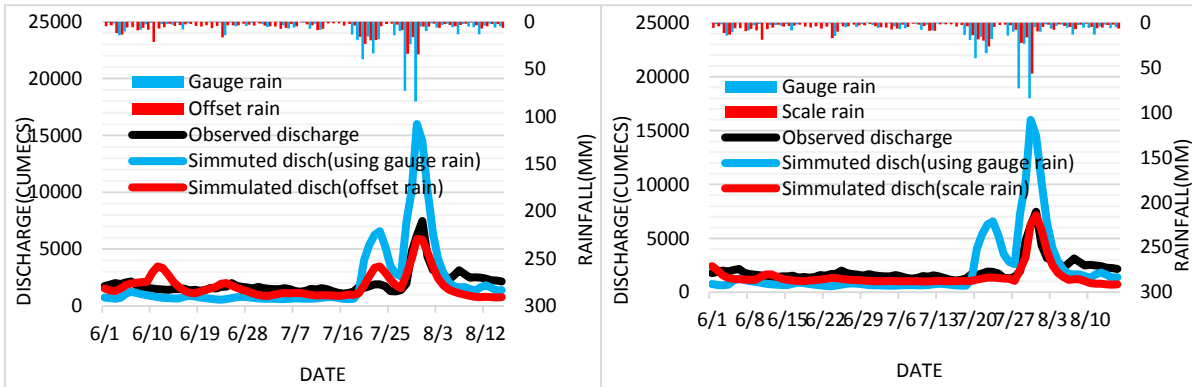 25000
20000
15000
10000
5000
0
DISCHARGE(CUMECS)
0
50
100
150
200
250
300
RAINFALL(MM)
Gauge rain
Offset rain
Observed discharge
Simmuted disch(using gauge rain)
Simmulated disch(offset rain)
6/1 6/10 6/19 6/28 7/7 7/16 7/25 8/3 8/12
DATE
25000
20000
15000
10000
5000
0
DISCHARGE(CUMECS)
0
50
100
150
200
250
300
RAINFALL(MM)
Gauge rain
Scale rain
Observed discharge
Simmuted disch(using gauge rain)
Simmulated disch(scale rain)
6/1 6/8 6/15 6/22 6/29 7/6 7/13 7/20 7/27 8/3 8/10
DATE